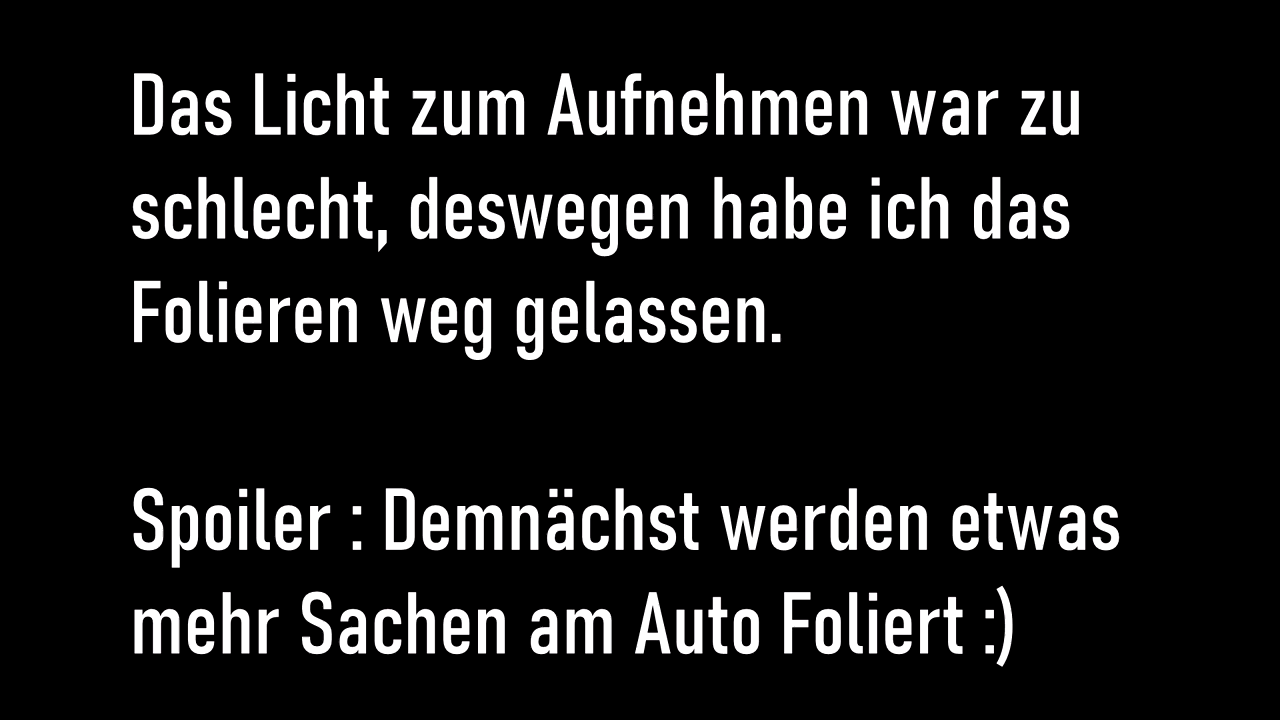 Das Licht zum Aufnehmen war zu
schlecht, deswegen habe ich das
Folieren weg gelassen.
Spoiler : Demnächst werden etwas
mehr Sachen am Auto Foliert :)